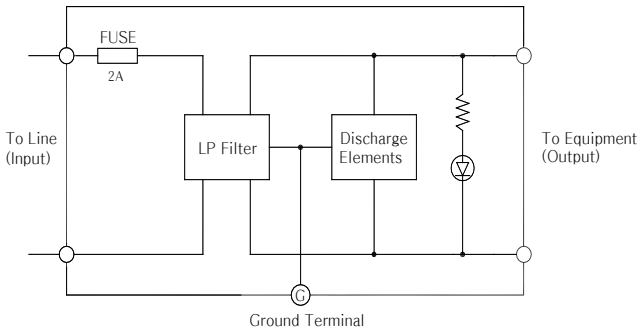 FUSE
2A
To Line
(Input)
LP Filter
Discharge
Elements
To Equipment
(Output)
G
Ground Terminal